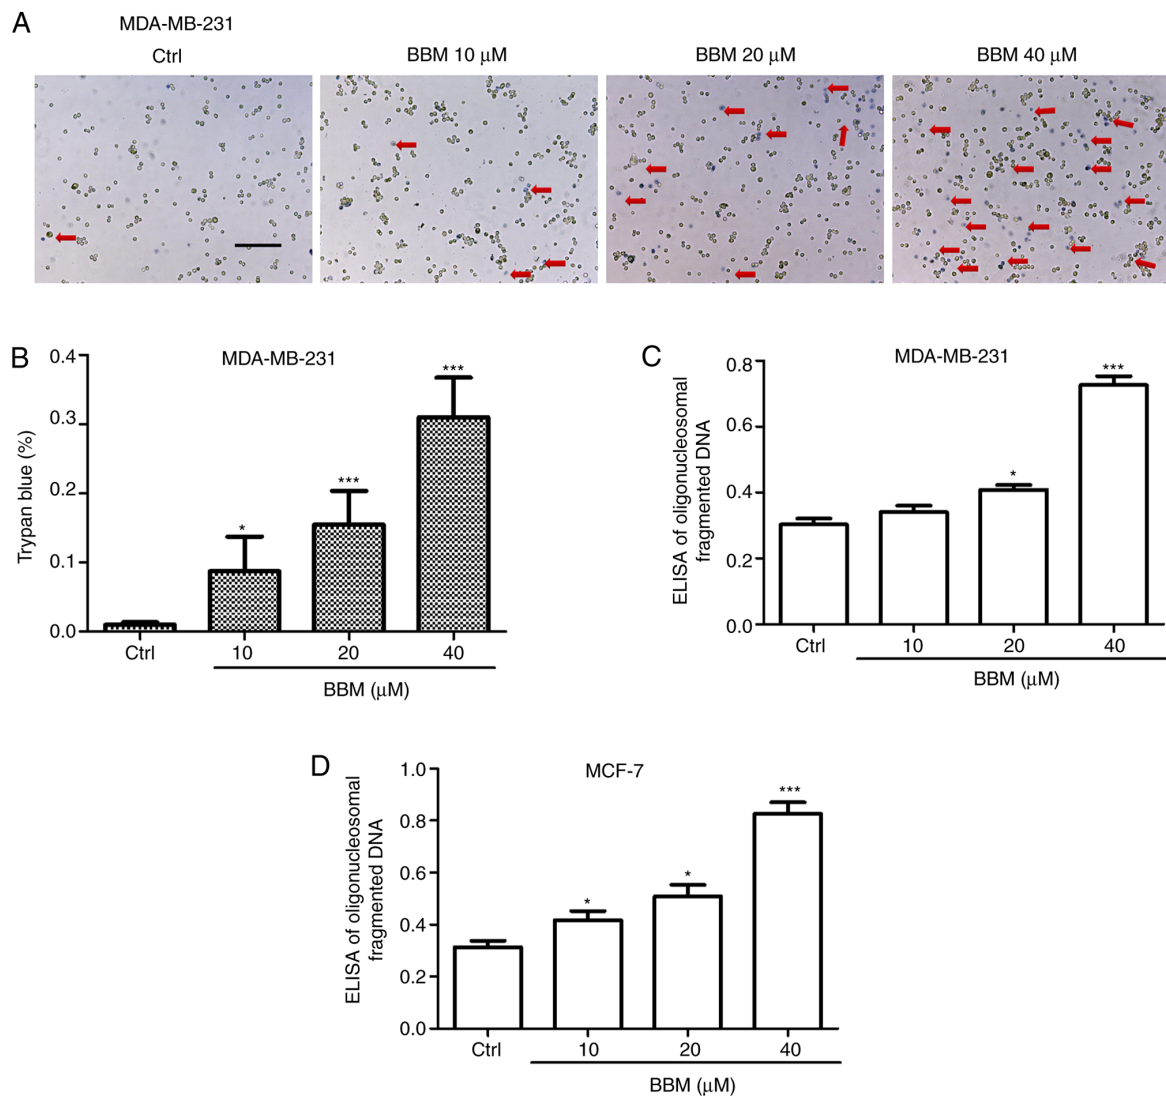 A
MDA-MB-231
Ctrl
BBM 10 μM
BBM 20 μM
BBM 40 μM
B
MDA-MB-231
Trypan blue (%)
0.4
0.3
0.2
0.1
0.0
*
***
***
Ctrl
10
20
40
BBM (μM)
C
MDA-MB-231
ELISA of oligonucleosomal
fragmented DNA
0.8
0.6
0.4
0.2
0.0
*
***
Ctrl
10
20
40
BBM (μM)
D
MCF-7
ELISA of oligonucleosomal
fragmented DNA
1.0
0.8
0.6
0.4
0.2
0.0
*
*
***
Ctrl
10
20
40
BBM (μM)